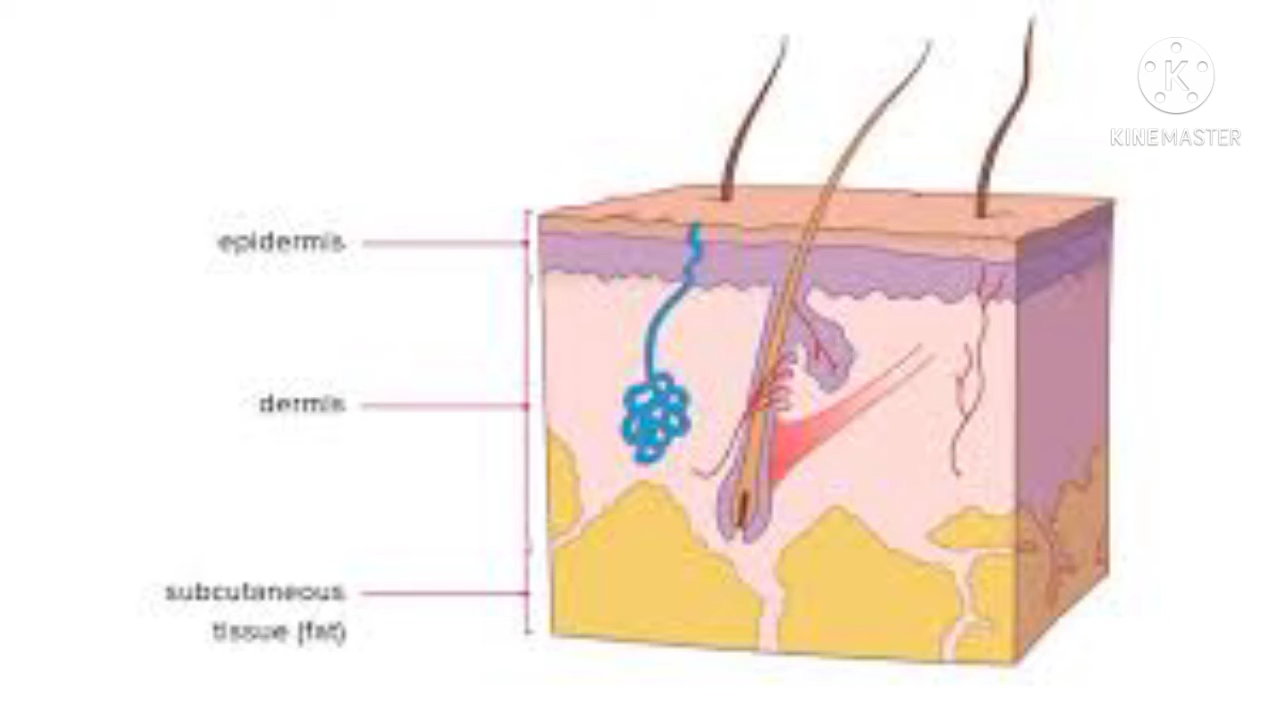 K
KINEMASTER
epidermis
dermis
subcutaneous
tissue (fat)